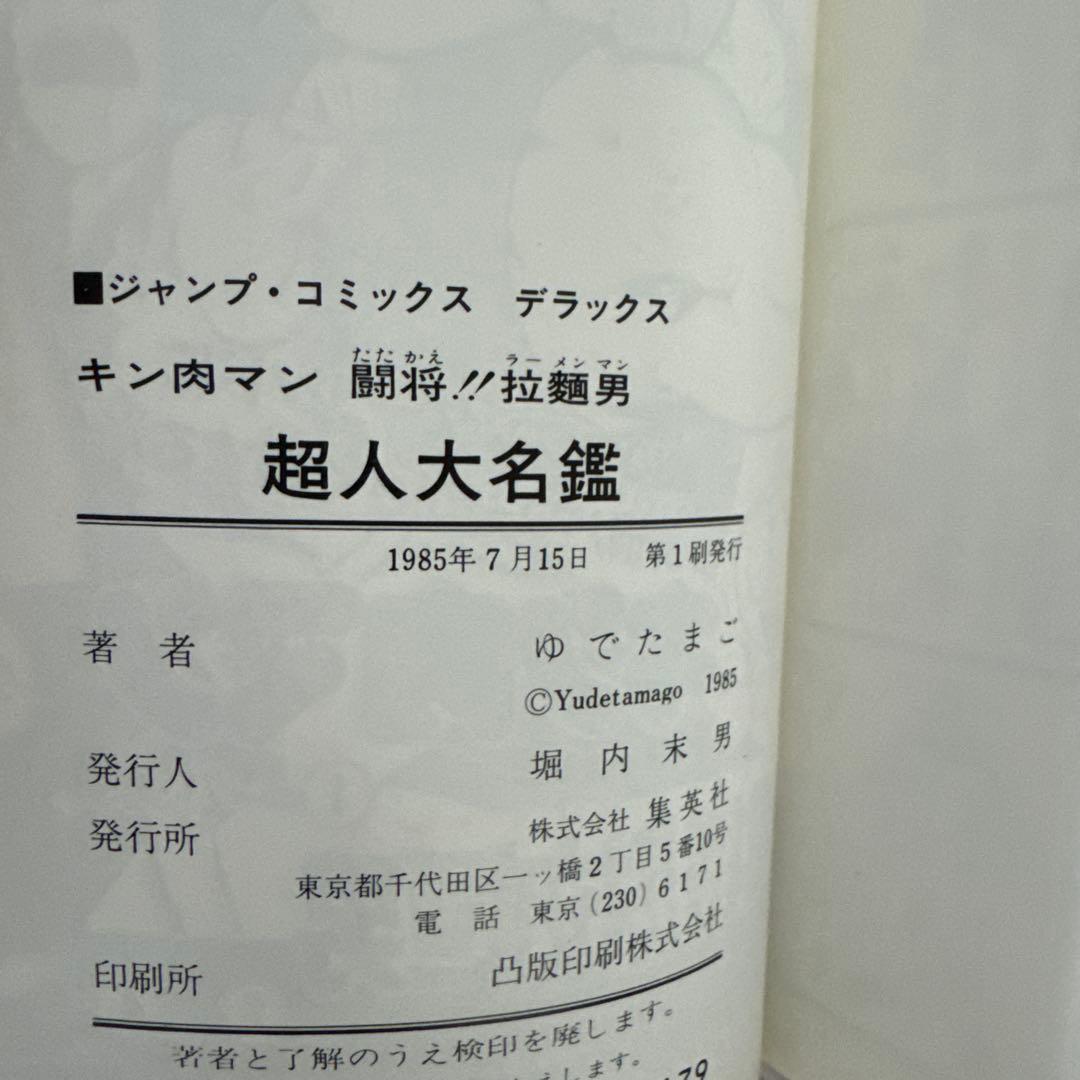 ■ジャンプ・コミックス デラックス
たたかえ ラーメンマン
キン肉マン 闘将!!拉麵男
超人大名鑑
1985年7月15日 第1刷発行
著者 ゆでたまご
©Yudetamago 1985
発行人 堀内末男
発行所 株式会社 集英社
東京都千代田区一ッ橋2丁目5番10号
電話 東京(230)6171
印刷所 凸版印刷株式会社
著者と了解のうえ検印を廃します。
えします。
179